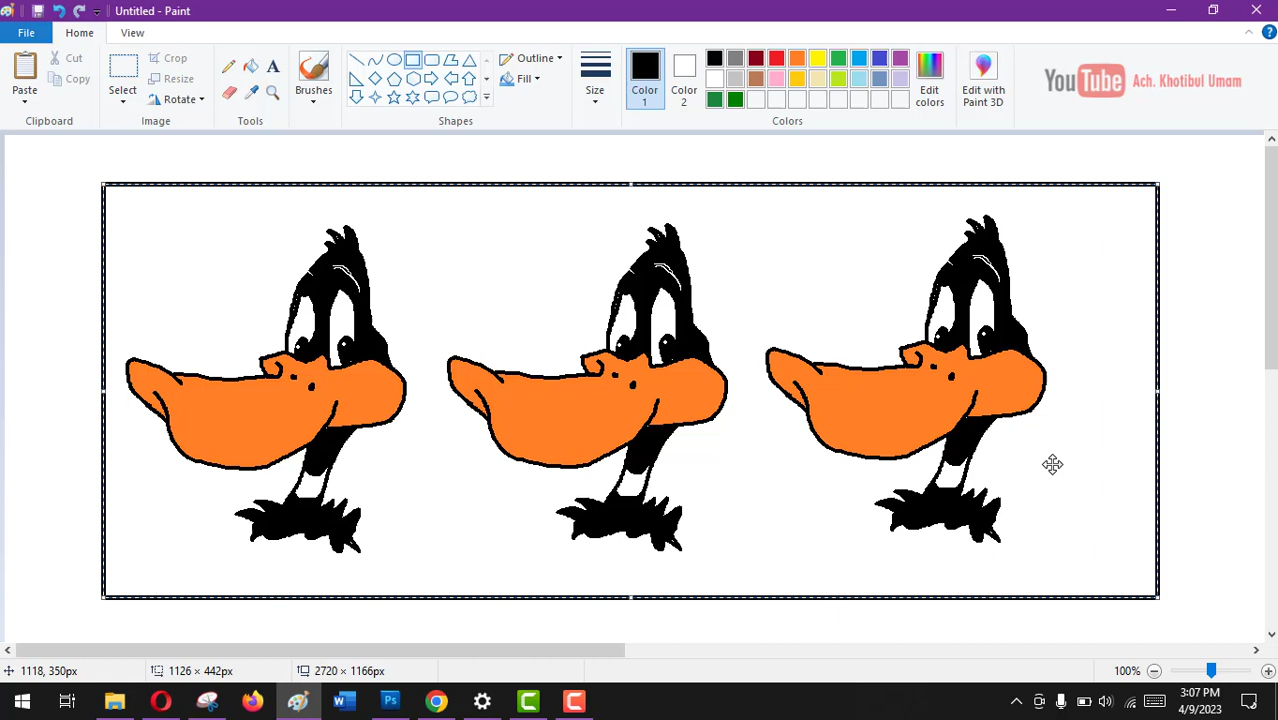 Untitled - Paint
File Home View
Paste
Cut
Copy
Clipboard
Select
Crop
Resize
Rotate
Image
Tools
Brushes
Shapes
Outline
Fill
Size
Color 1
Color 2
Colors
Edit colors
Edit with Paint 3D
YouTube Ach. Khotibul Umam
1118, 350px 1126 × 442px 2720 × 1166px 100%
3:07 PM
4/9/2023